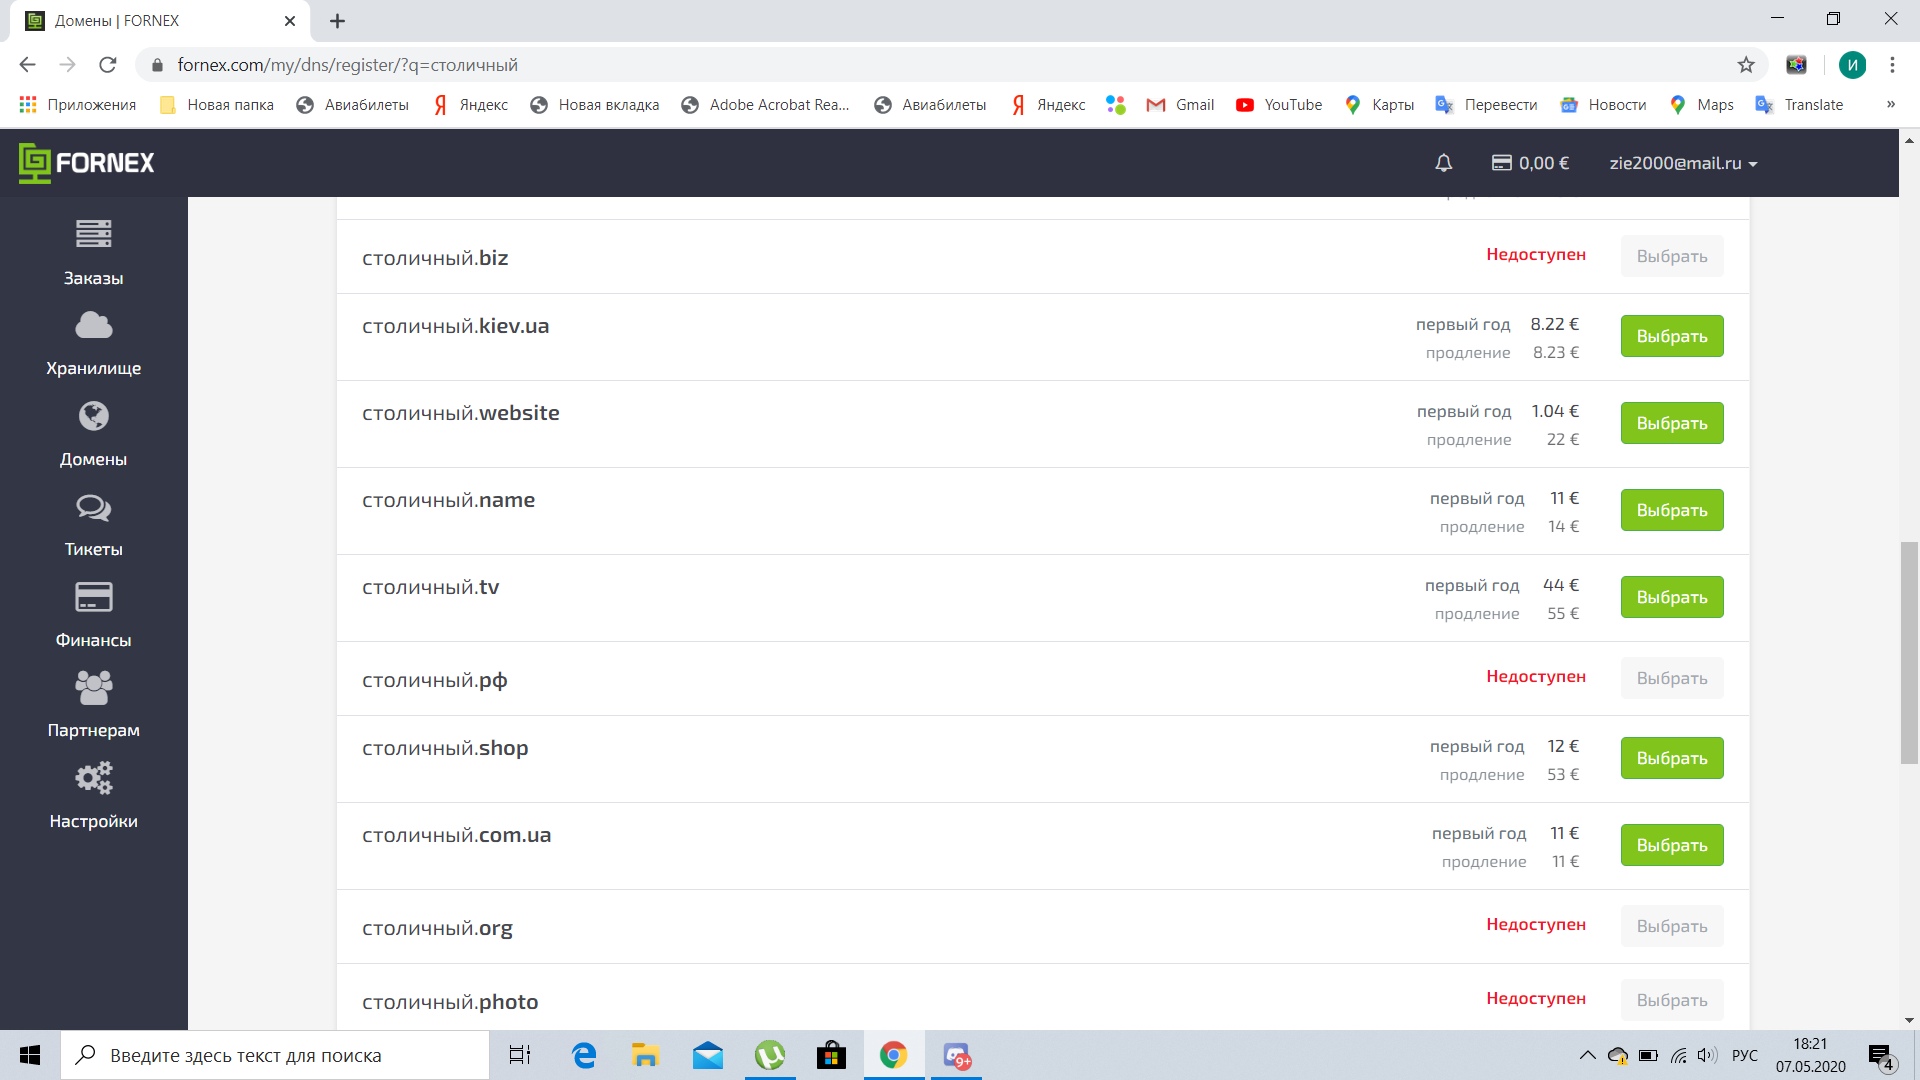 Домены | FORNEX
fornex.com/my/dns/register/?q=столичный
И
Приложения Новая папка Авиабилеты Яндекс Новая вкладка Adobe Acrobat Rea... Авиабилеты Яндекс Gmail YouTube Карты Перевести Новости Maps Translate »
FORNEX 0,00 € zie2000@mail.ru
Заказы
Хранилище
Домены
Тикеты
Финансы
Партнерам
Настройки
столичный.biz Недоступен Выбрать
столичный.kiev.ua первый год 8.22 € Выбрать
продление 8.23 €
столичный.website первый год 1.04 € Выбрать
продление 22 €
столичный.name первый год 11 € Выбрать
продление 14 €
столичный.tv первый год 44 € Выбрать
продление 55 €
столичный.рф Недоступен Выбрать
столичный.shop первый год 12 € Выбрать
продление 53 €
столичный.com.ua первый год 11 € Выбрать
продление 11 €
столичный.org Недоступен Выбрать
столичный.photo Недоступен Выбрать
Введите здесь текст для поиска 9+ РУС 18:21
07.05.2020 4